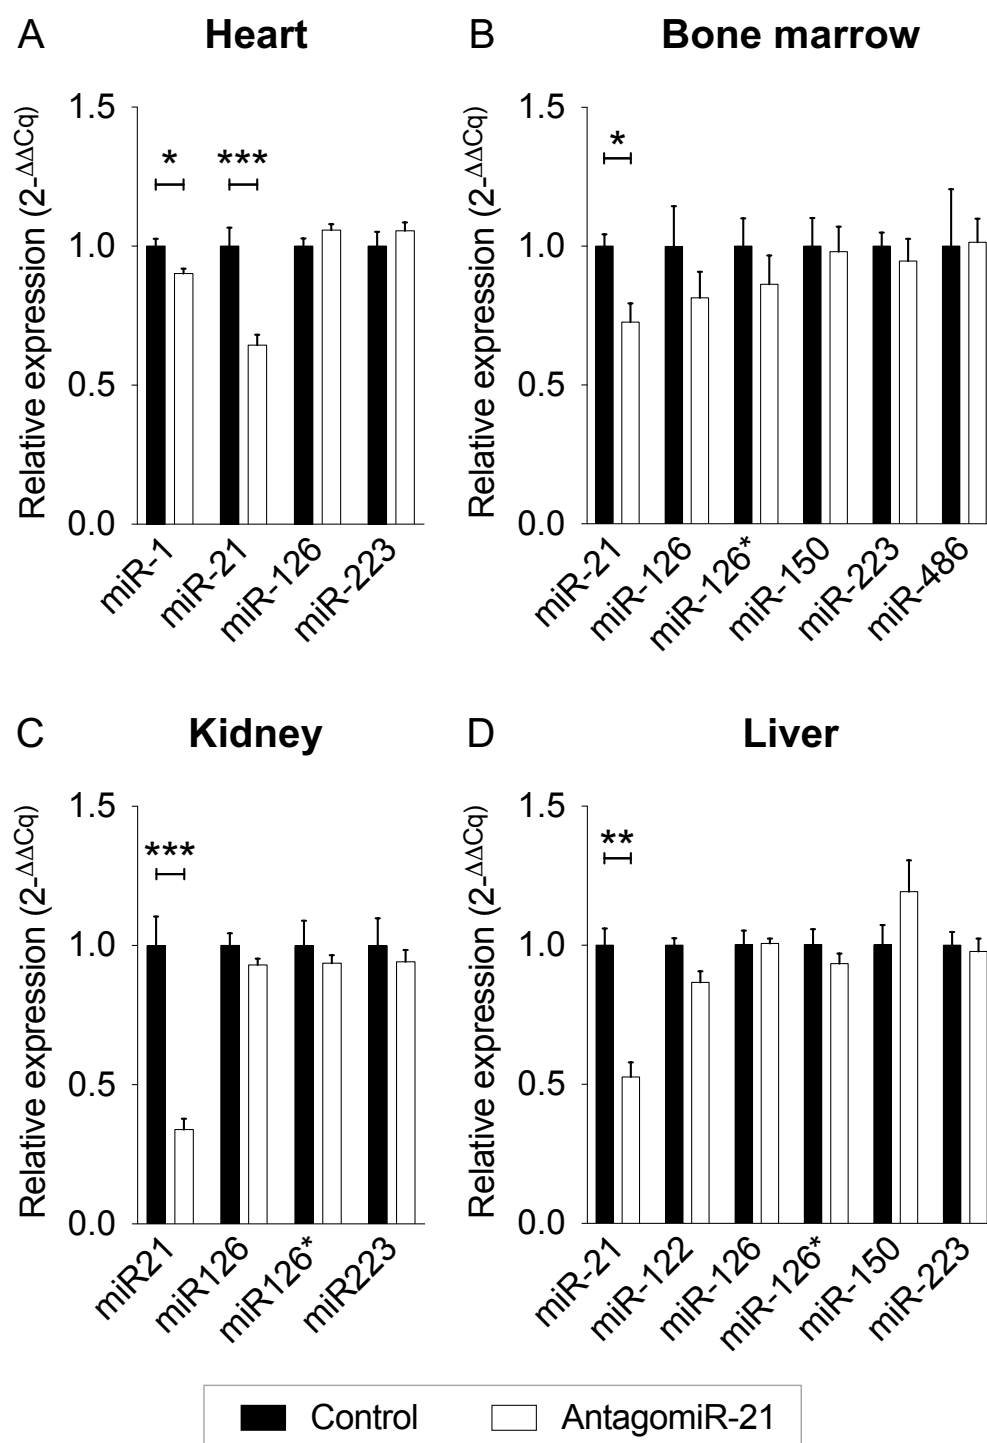 A Heart
Relative expression (2-ΔΔCq)
1.5
1.0
0.5
0.0
* ***
miR-1 miR-21 miR-126 miR-223
B Bone marrow
Relative expression (2-ΔΔCq)
1.5
1.0
0.5
0.0
*
miR-21 miR-126 miR-126* miR-150 miR-223 miR-486
C Kidney
Relative expression (2-ΔΔCq)
1.5
1.0
0.5
0.0
***
miR21 miR126 miR126* miR223
D Liver
Relative expression (2-ΔΔCq)
1.5
1.0
0.5
0.0
**
miR-21 miR-122 miR-126 miR-126* miR-150 miR-223
Control AntagomiR-21